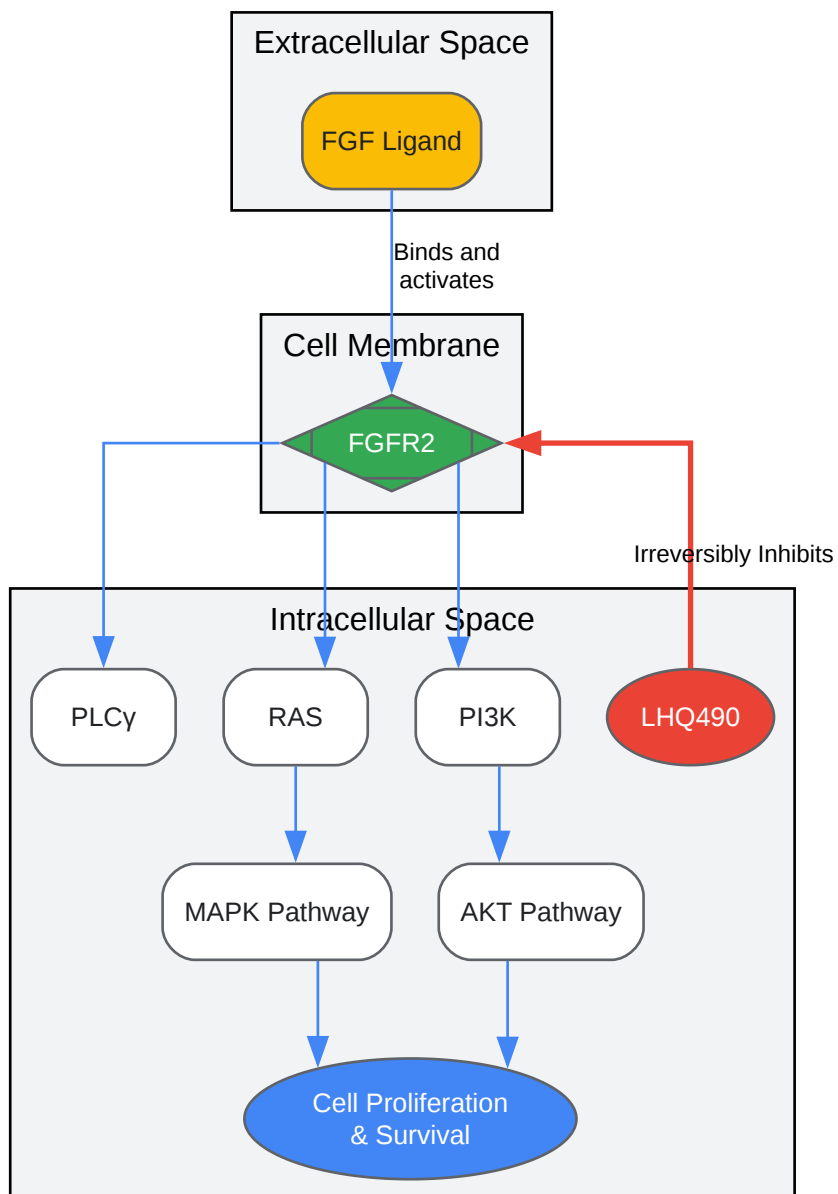 Extracellular Space
FGF Ligand
Binds and
activates
Cell Membrane
FGFR2
Irreversibly Inhibits
Intracellular Space
PLCγ
RAS
PI3K
LHQ490
MAPK Pathway
AKT Pathway
Cell Proliferation
& Survival